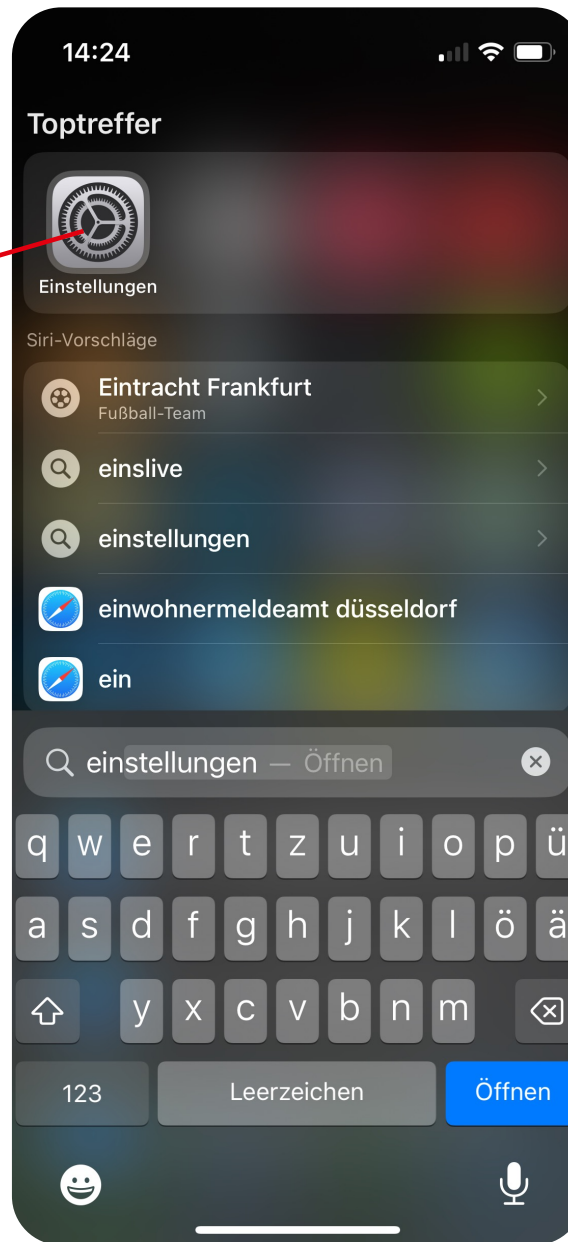 14:24
Toptreffer
Einstellungen
Siri-Vorschläge
Eintracht Frankfurt
Fußball-Team
einslive
einstellungen
einwohnermeldeamt düsseldorf
ein
einstellungen — Öffnen
q w e r t z u i o p ü
a s d f g h j k l ö ä
y x c v b n m
123 Leerzeichen Öffnen